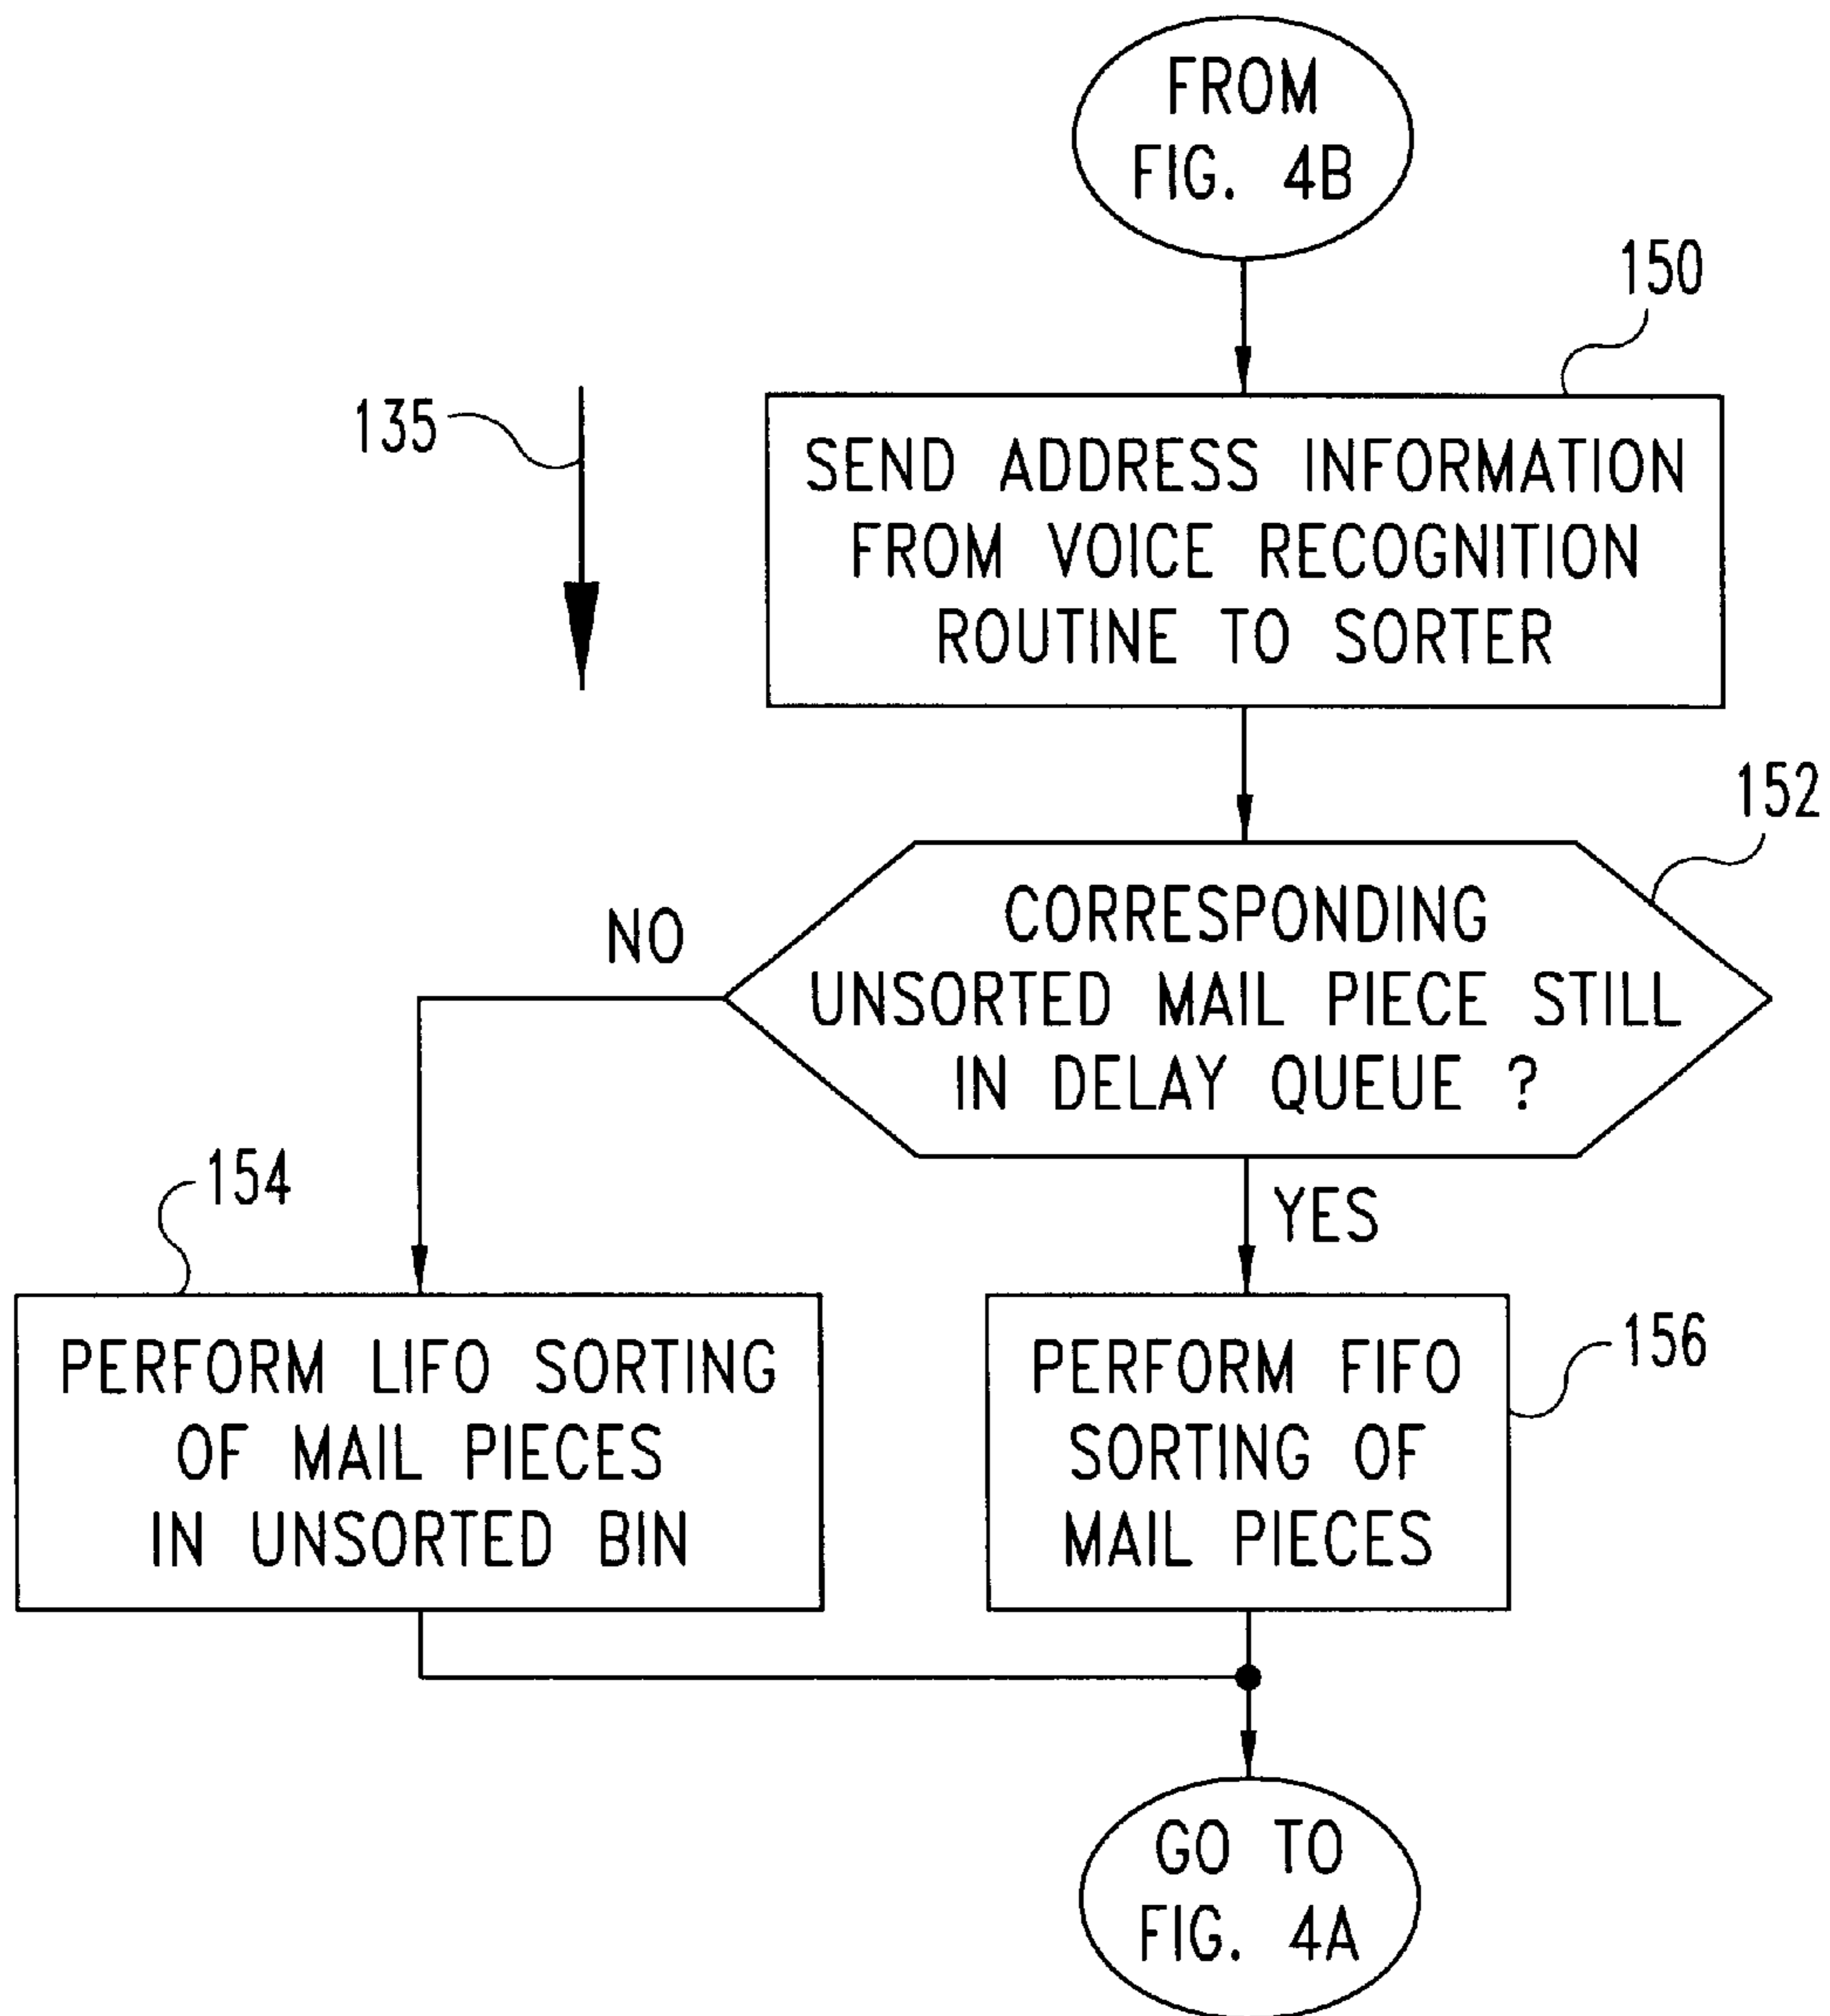 FROM
FIG. 4B
150
135
SEND ADDRESS INFORMATION
FROM VOICE RECOGNITION
ROUTINE TO SORTER
152
CORRESPONDING
UNSORTED MAIL PIECE STILL
IN DELAY QUEUE ?
NO
YES
154
PERFORM LIFO SORTING
OF MAIL PIECES
IN UNSORTED BIN
156
PERFORM FIFO
SORTING OF
MAIL PIECES
GO TO
FIG. 4A